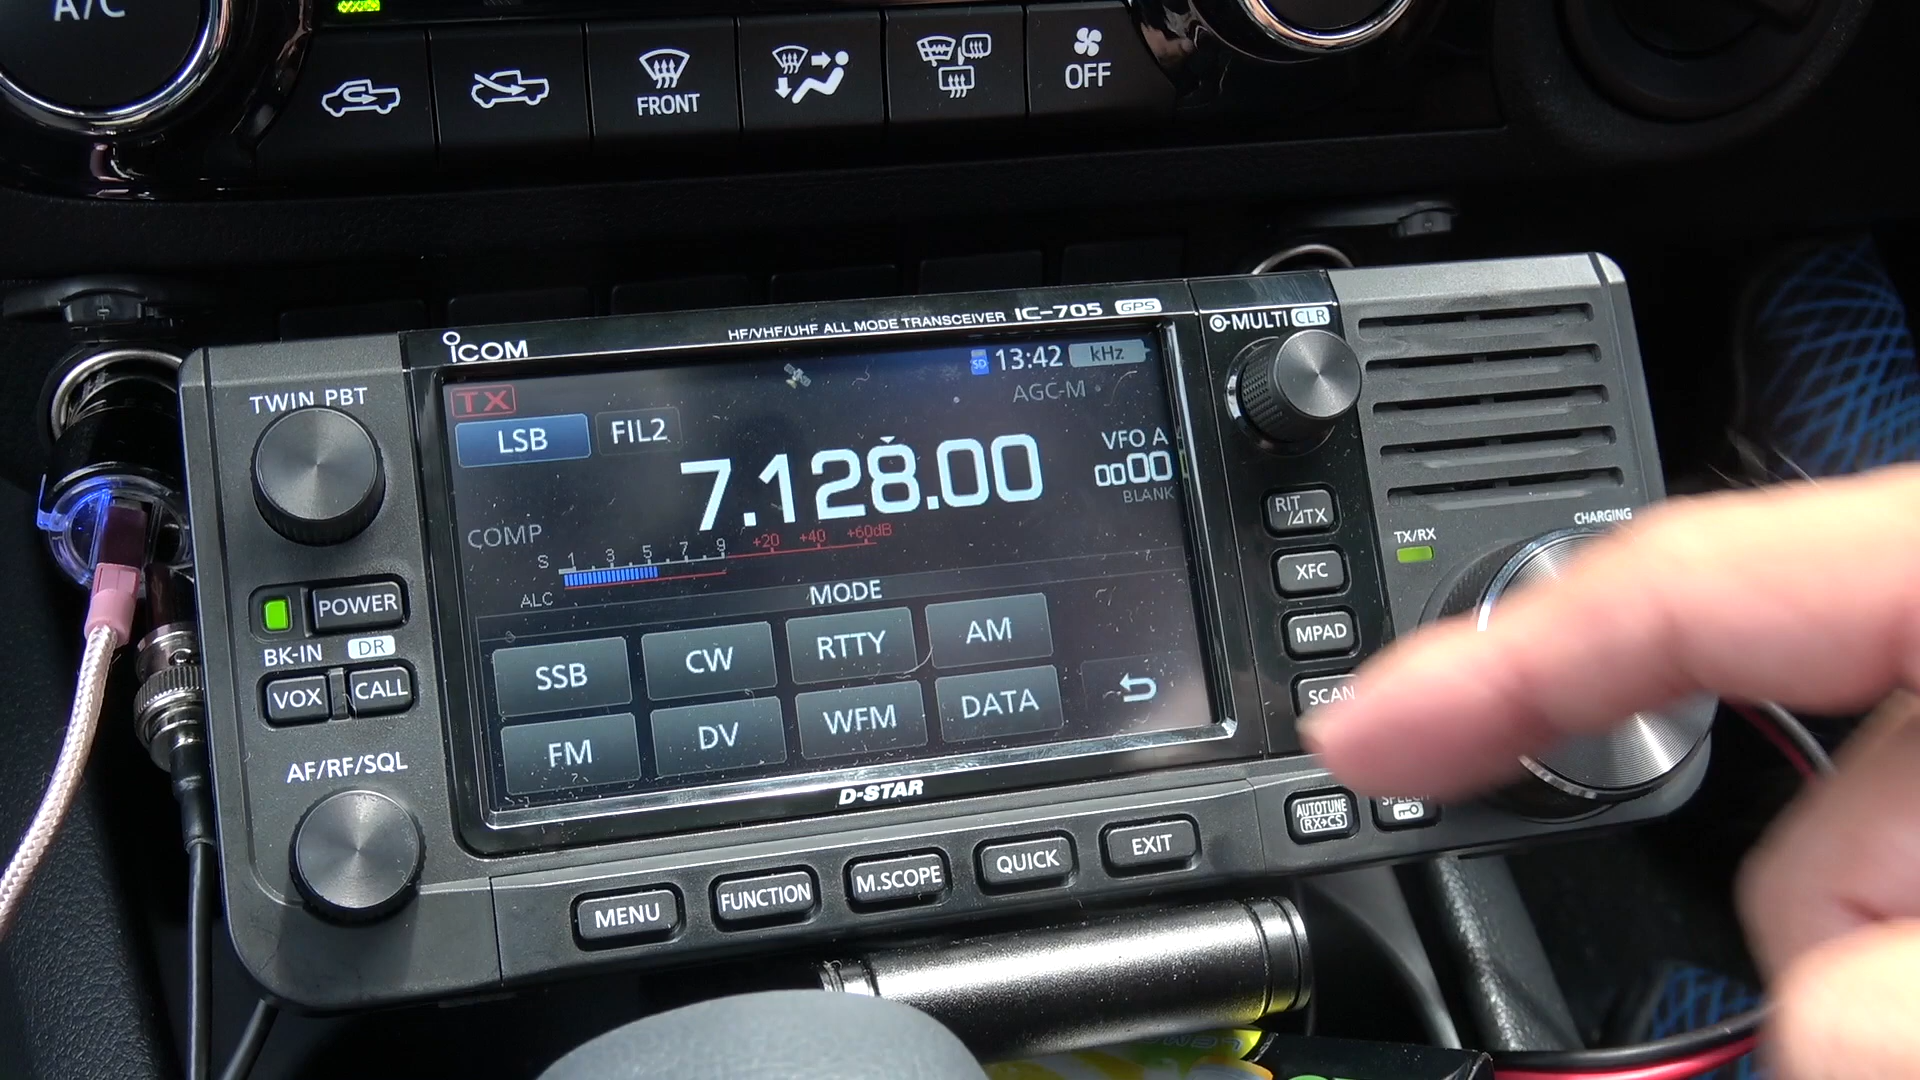 A/C
FRONT
OFF
ICOM
HF/VHF/UHF ALL MODE TRANSCEIVER IC-705 GPS
MULTI CLR
TWIN PBT
TX
13:42 kHz
AGC-M
LSB FIL2
7.128.00
VFO A
0000
BLANK
COMP
S 1 3 5 7 9 +20 +40 +60dB
ALC
MODE
SSB CW RTTY AM
FM DV WFM DATA
D-STAR
POWER
BK-IN DR
VOX CALL
AF/RF/SQL
MENU FUNCTION M.SCOPE QUICK EXIT
RIT
/⊿TX
XFC
MPAD
SCAN
AUTOTUNE
RX→CS
SPEECH
TX/RX
CHARGING